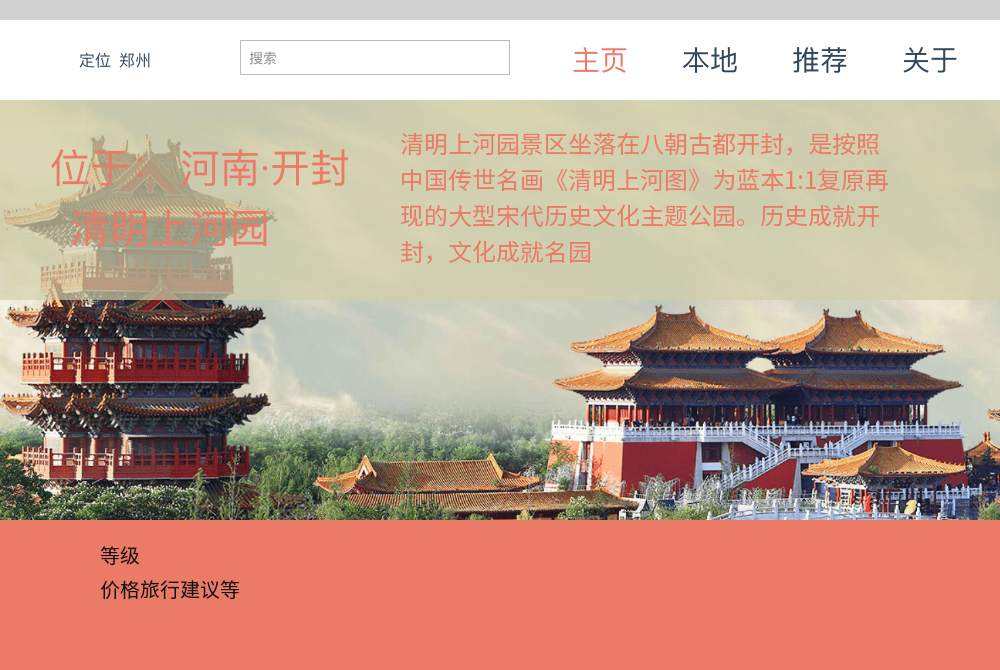 定位 郑州
搜索
主页 本地 推荐 关于
位于：河南·开封
清明上河园
清明上河园景区坐落在八朝古都开封，是按照
中国传世名画《清明上河图》为蓝本1:1复原再
现的大型宋代历史文化主题公园。历史成就开
封，文化成就名园
等级
价格旅行建议等